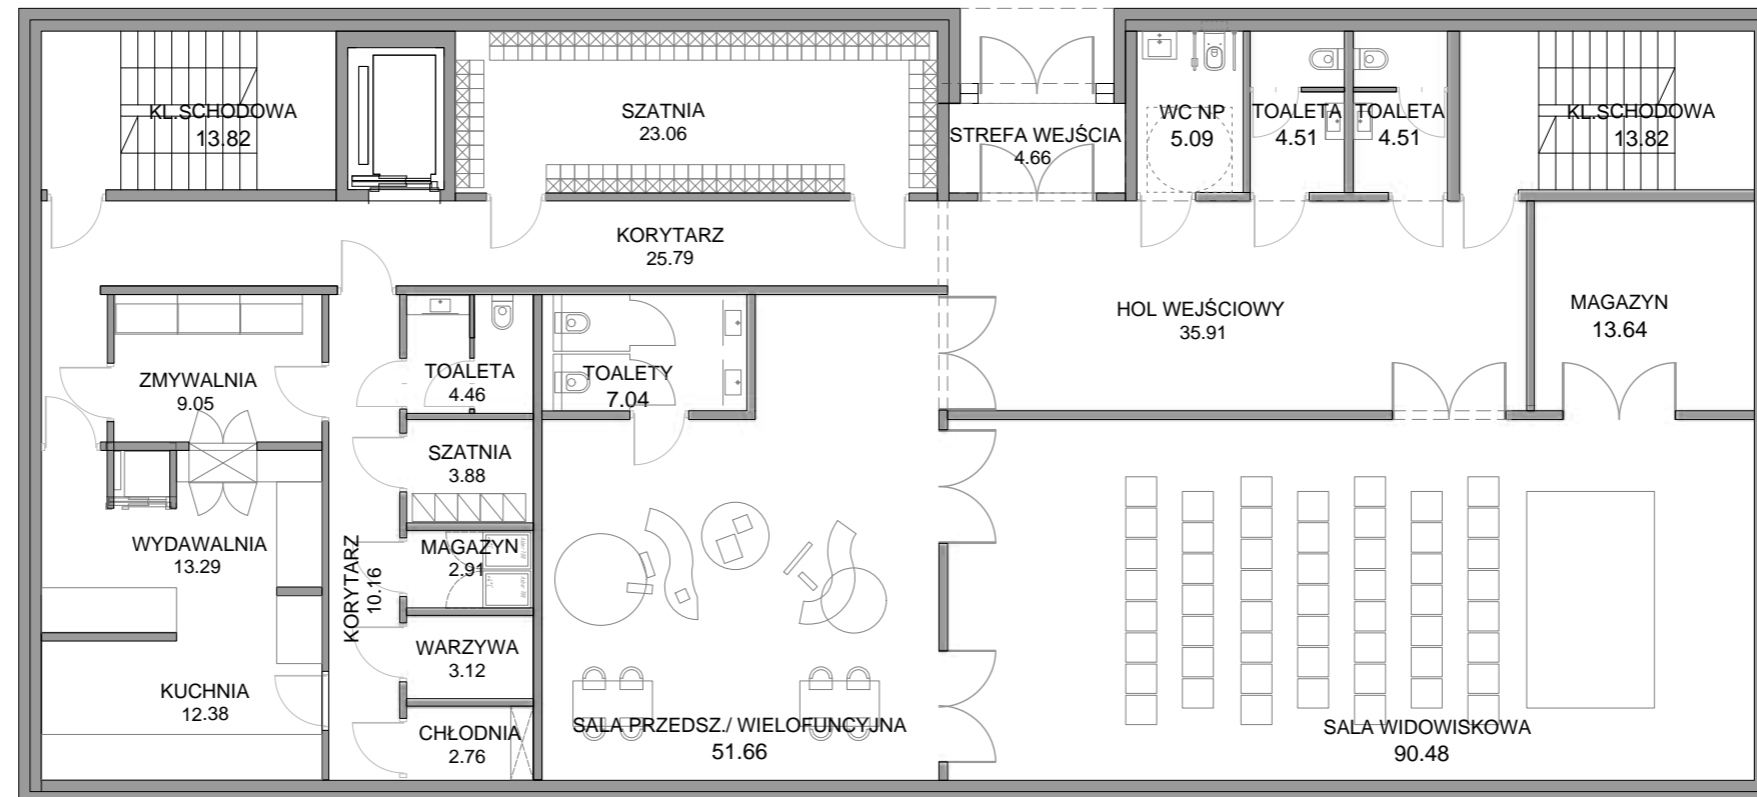 KL.SCHODOWA
13.82
SZATNIA
23.06
STREFA WEJŚCIA
4.66
WC NP
5.09
TOALETA
4.51
TOALETA
4.51
KL.SCHODOWA
13.82
KORYTARZ
25.79
HOL WEJŚCIOWY
35.91
MAGAZYN
13.64
ZMYWALNIA
9.05
TOALETA
4.46
TOALETY
7.04
SZATNIA
3.88
WYDAWALNIA
13.29
KORYTARZ
10.16
MAGAZYN
2.91
WARZYWA
3.12
KUCHNIA
12.38
CHŁODNIA
2.76
SALA PRZEDSZ./ WIELOFUNCYJNA
51.66
SALA WIDOWISKOWA
90.48